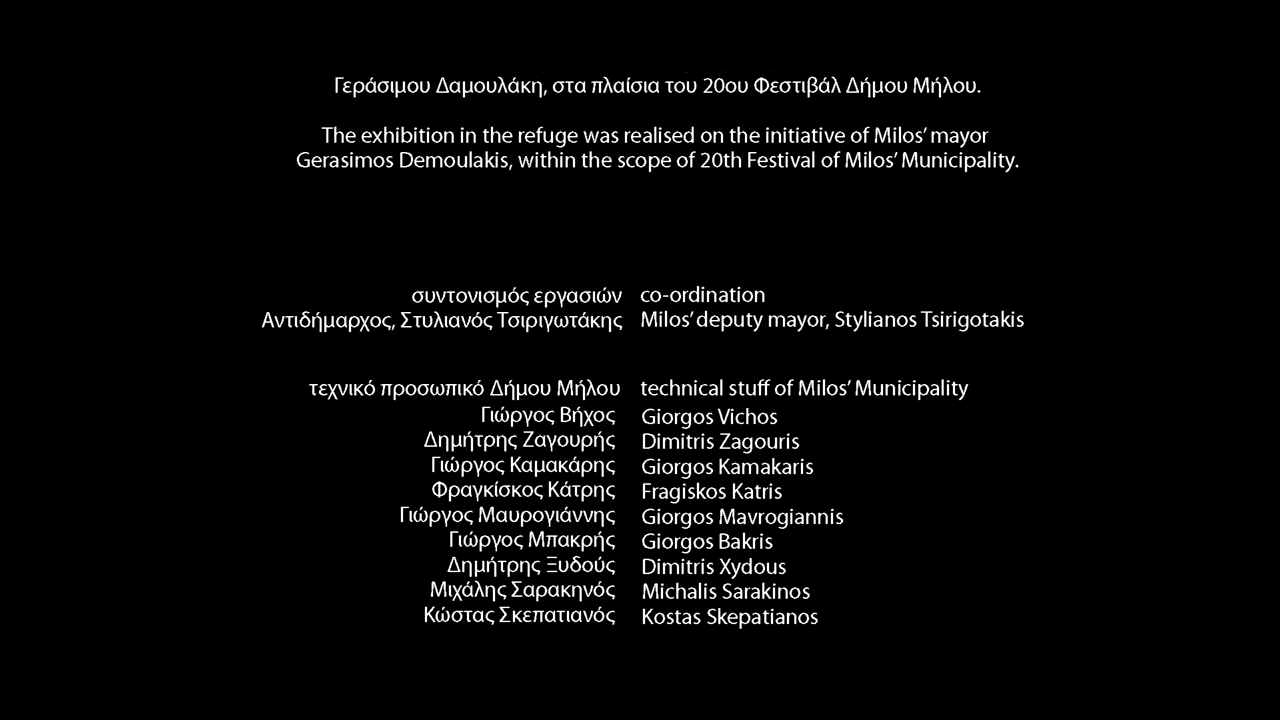 Γεράσιμου Δαμουλάκη, στα πλαίσια του 20ου Φεστιβάλ Δήμου Μήλου.
The exhibition in the refuge was realised on the initiative of Milos’ mayor
Gerasimos Demoulakis, within the scope of 20th Festival of Milos’ Municipality.
συντονισμός εργασιών co-ordination
Αντιδήμαρχος, Στυλιανός Τσιριγωτάκης Milos’ deputy mayor, Stylianos Tsirigotakis
τεχνικό προσωπικό Δήμου Μήλου technical stuff of Milos’ Municipality
Γιώργος Βήχος Giorgos Vichos
Δημήτρης Ζαγουρής Dimitris Zagouris
Γιώργος Καμακάρης Giorgos Kamakaris
Φραγκίσκος Κάτρης Fragiskos Katris
Γιώργος Μαυρογιάννης Giorgos Mavrogiannis
Γιώργος Μπακρής Giorgos Bakris
Δημήτρης Ξυδούς Dimitris Xydous
Μιχάλης Σαρακηνός Michalis Sarakinos
Κώστας Σκεπατιανός Kostas Skepatianos